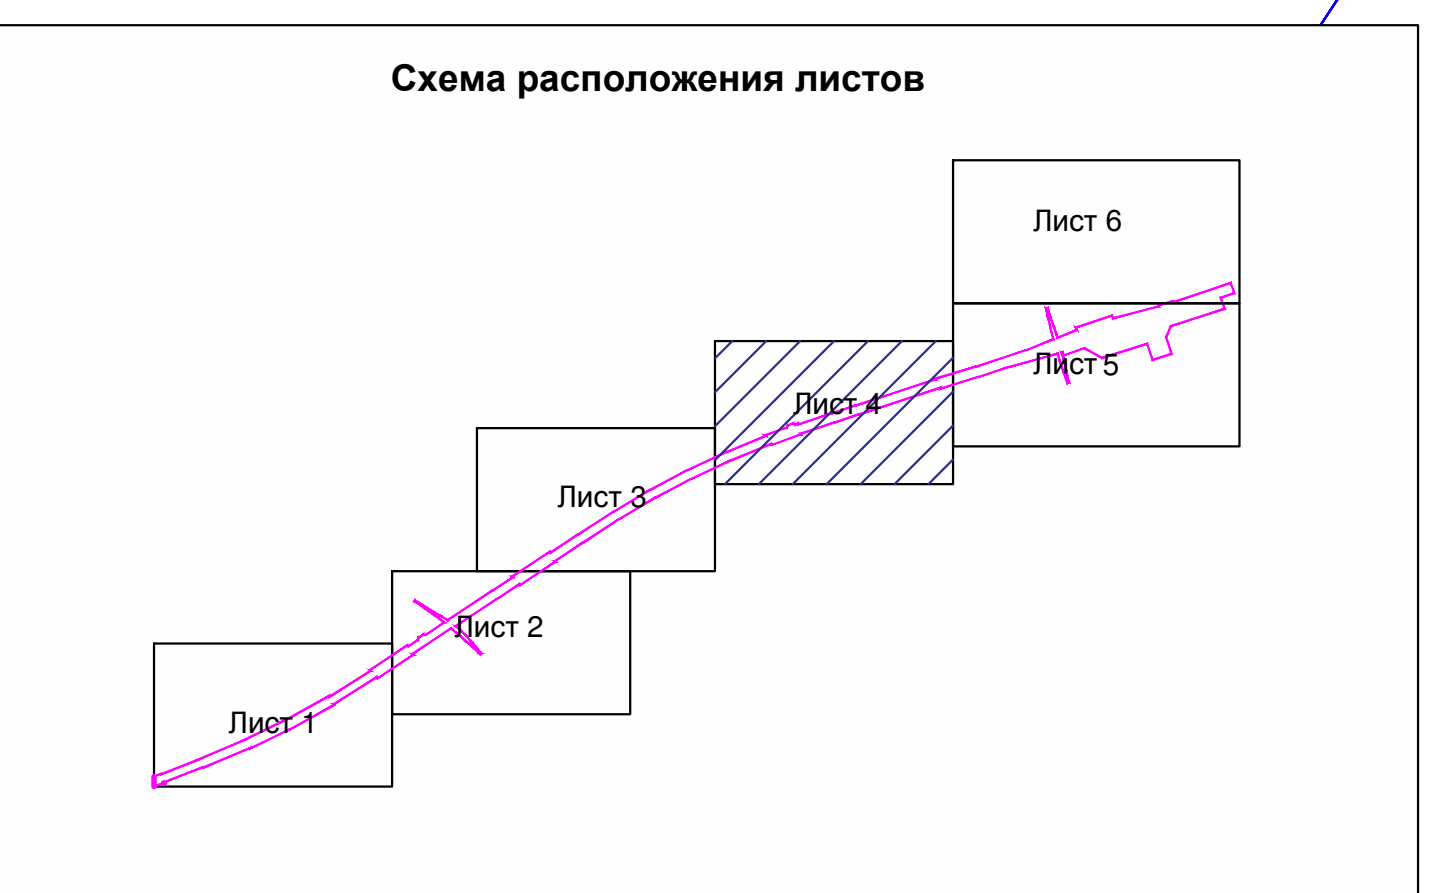 Схема расположения листов
Лист 6
Лист 5
Лист 4
Лист 3
Лист 2
Лист 1